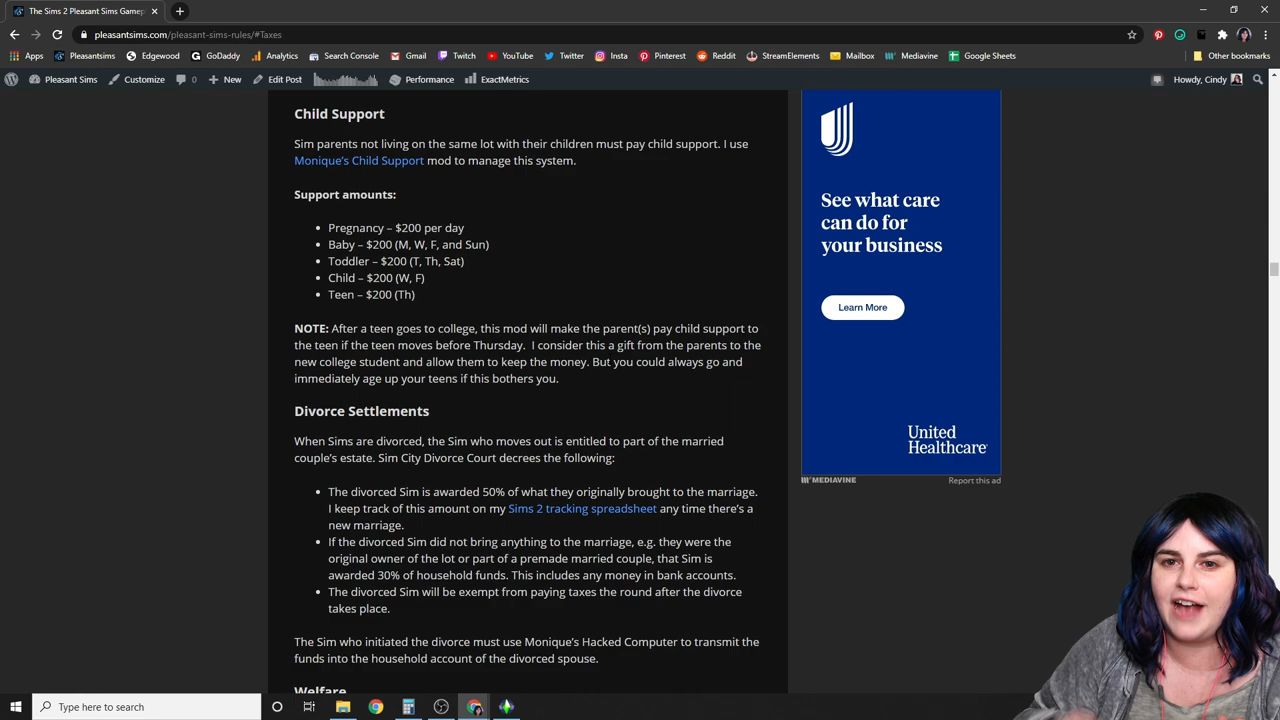 The Sims 2 Pleasant Sims Gamep
pleasantsims.com/pleasant-sims-rules/#Taxes
Apps Pleasantsims Edgewood GoDaddy Analytics Search Console Gmail Twitch YouTube Twitter Insta Pinterest Reddit StreamElements Mailbox Mediavine Google Sheets Other bookmarks
Pleasant Sims Customize 0 New Edit Post Performance ExactMetrics Howdy, Cindy
Child Support
Sim parents not living on the same lot with their children must pay child support. I use
Monique's Child Support mod to manage this system.
Support amounts:
Pregnancy – $200 per day
Baby – $200 (M, W, F, and Sun)
Toddler – $200 (T, Th, Sat)
Child – $200 (W, F)
Teen – $200 (Th)
NOTE: After a teen goes to college, this mod will make the parent(s) pay child support to
the teen if the teen moves before Thursday. I consider this a gift from the parents to the
new college student and allow them to keep the money. But you could always go and
immediately age up your teens if this bothers you.
Divorce Settlements
When Sims are divorced, the Sim who moves out is entitled to part of the married
couple's estate. Sim City Divorce Court decrees the following:
The divorced Sim is awarded 50% of what they originally brought to the marriage.
I keep track of this amount on my Sims 2 tracking spreadsheet any time there's a
new marriage.
If the divorced Sim did not bring anything to the marriage, e.g. they were the
original owner of the lot or part of a premade married couple, that Sim is
awarded 30% of household funds. This includes any money in bank accounts.
The divorced Sim will be exempt from paying taxes the round after the divorce
takes place.
The Sim who initiated the divorce must use Monique's Hacked Computer to transmit the
funds into the household account of the divorced spouse.
Welfare
See what care
can do for
your business
Learn More
United
Healthcare
MEDIAVINE
Report this ad
Type here to search